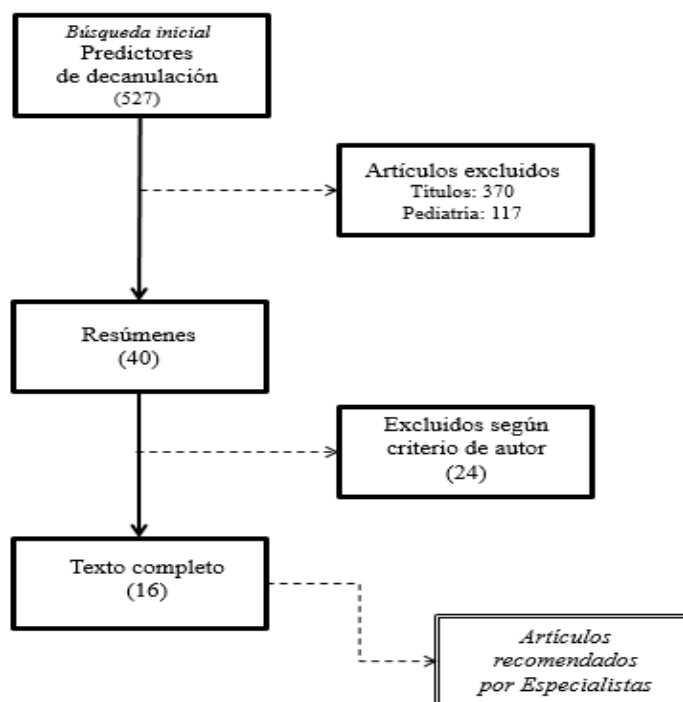 Búsqueda inicial
Predictores
de decanulación
(527)
Artículos excluidos
Títulos: 370
Pediatría: 117
Resúmenes
(40)
Excluidos según
criterio de autor
(24)
Texto completo
(16)
Artículos
recomendados
por Especialistas